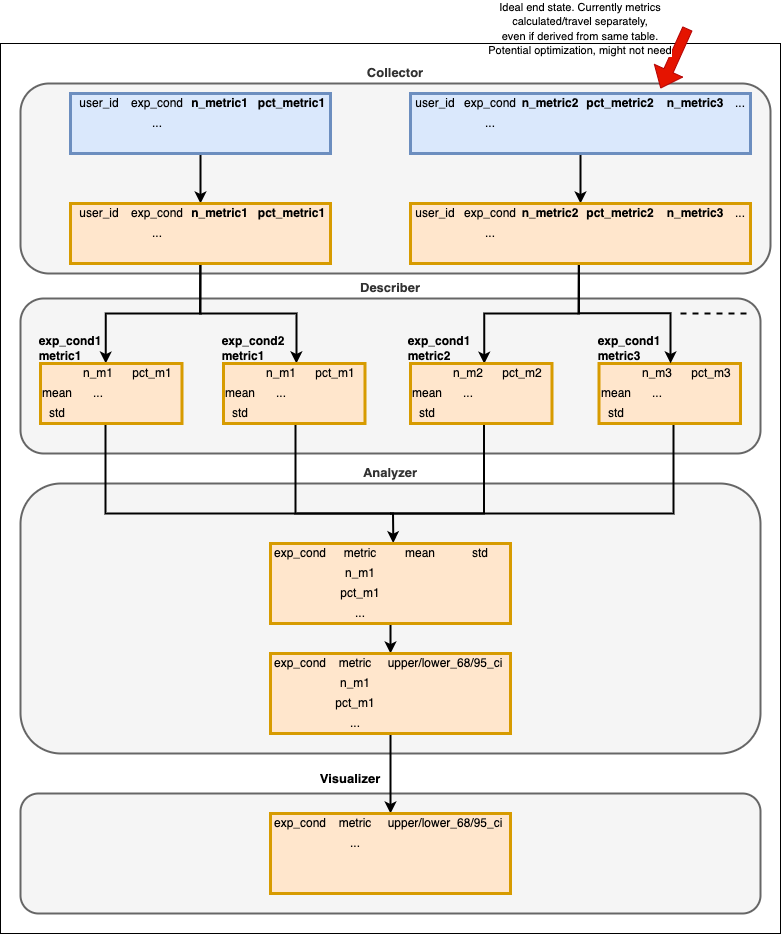 Ideal end state. Currently metrics
calculated/travel separately,
even if derived from same table.
Potential optimization, might not need
Collector
user_id exp_cond n_metric1 pct_metric1
...
user_id exp_cond n_metric2 pct_metric2 n_metric3 ...
...
user_id exp_cond n_metric1 pct_metric1
...
user_id exp_cond n_metric2 pct_metric2 n_metric3 ...
...
Describer
exp_cond1
metric1
n_m1 pct_m1
mean ...
std
exp_cond2
metric1
n_m1 pct_m1
mean ...
std
exp_cond1
metric2
n_m2 pct_m2
mean ...
std
exp_cond1
metric3
n_m3 pct_m3
mean ...
std
Analyzer
exp_cond metric mean std
n_m1
pct_m1
...
exp_cond metric upper/lower_68/95_ci
n_m1
pct_m1
...
Visualizer
exp_cond metric upper/lower_68/95_ci
...